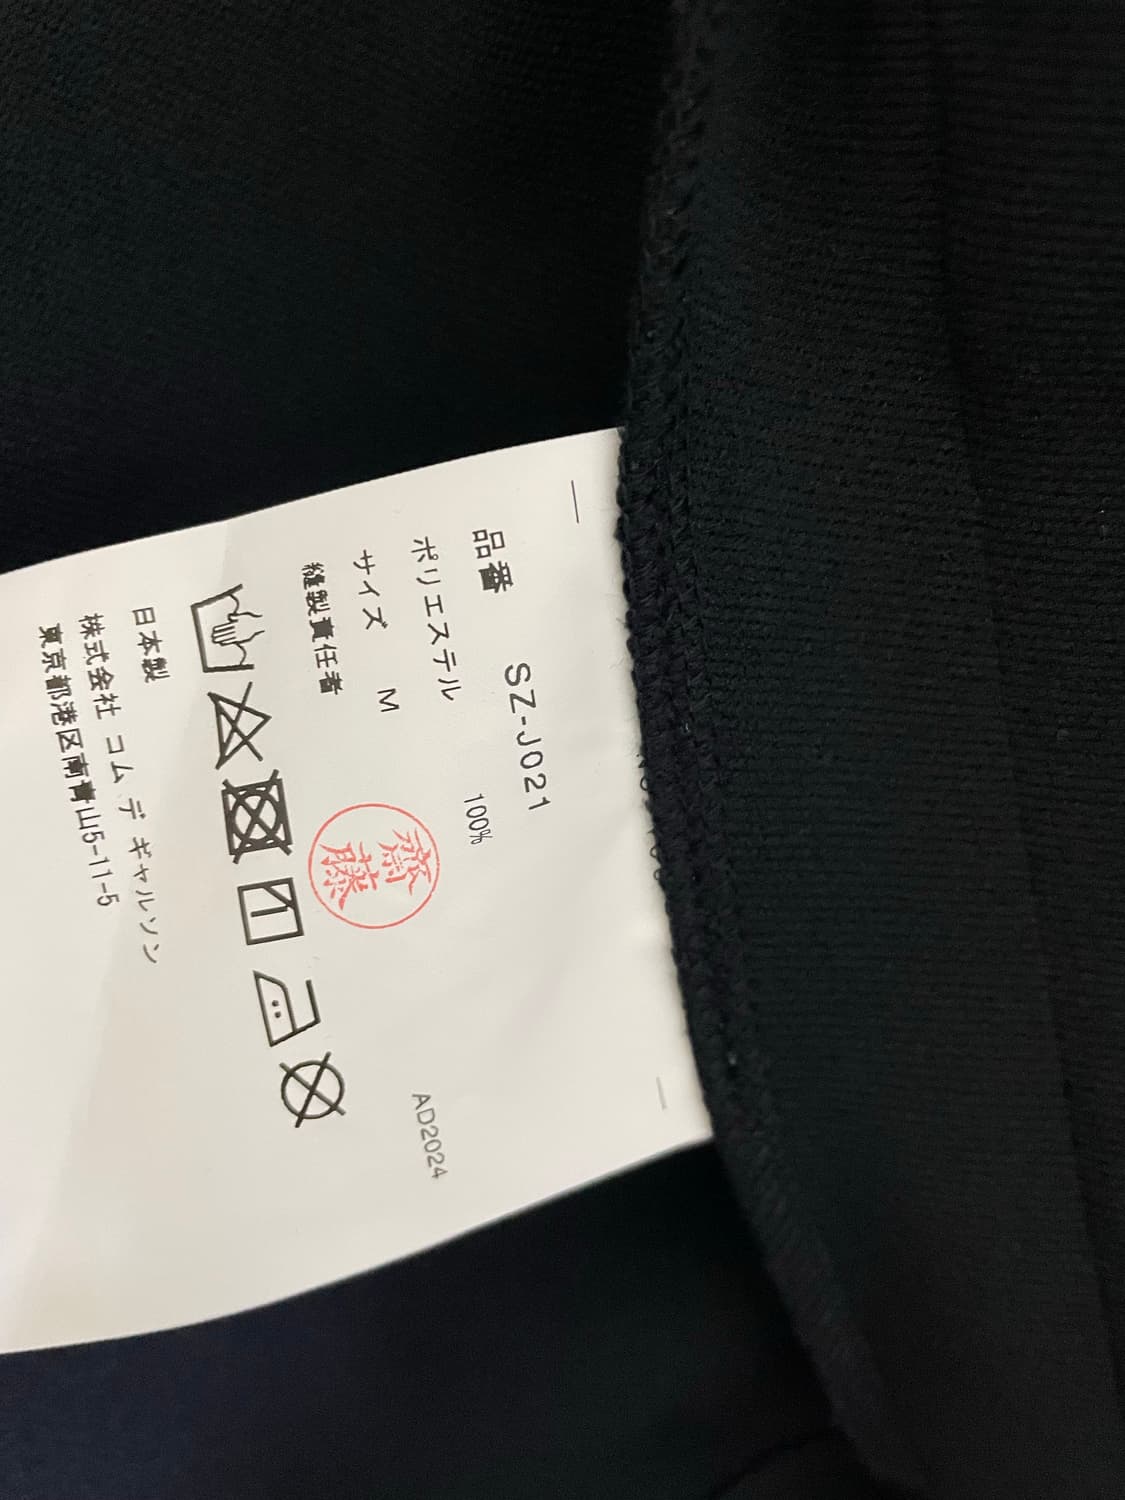 品番 SZ-J021
ポリエステル 100%
サイズ M
縫製責任者 齋藤
AD2024
日本製
株式会社 コム デ ギャルソン
東京都港区南青山5-11-5